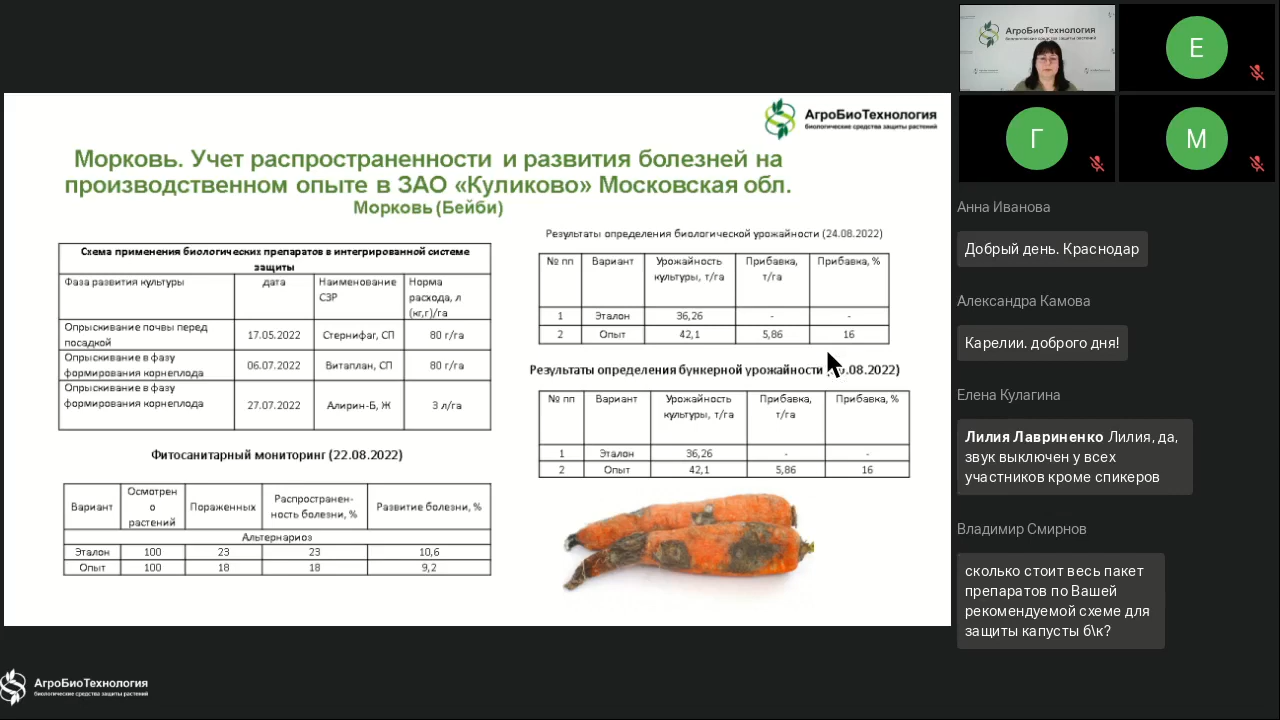 АгроБиоТехнология
биологические средства защиты растений
Морковь. Учет распространенности и развития болезней на
производственном опыте в ЗАО «Куликово» Московская обл.
Морковь (Бейби)
Схема применения биологических препаратов в интегрированной системе
защиты
Фаза развития культуры дата Наименование СЗР Норма расхода, л (кг,г)/га
Опрыскивание почвы перед посадкой 17.05.2022 Стернифаг, СП 80 г/га
Опрыскивание в фазу формирования корнеплода 06.07.2022 Витаплан, СП 80 г/га
Опрыскивание в фазу формирования корнеплода 27.07.2022 Алирин-Б, Ж 3 л/га
Фитосанитарный мониторинг (22.08.2022)
Вариант Осмотрен о растений Пораженных Распространен- ность болезни, % Развитие болезни, %
Альтернариоз
Эталон 100 23 23 10,6
Опыт 100 18 18 9,2
Результаты определения биологической урожайности (24.08.2022)
№ пп Вариант Урожайность культуры, т/га Прибавка, т/га Прибавка, %
1 Эталон 36,26 - -
2 Опыт 42,1 5,86 16
Результаты определения бункерной урожайности .08.2022)
№ пп Вариант Урожайность культуры, т/га Прибавка, т/га Прибавка, %
1 Эталон 36,26 - -
2 Опыт 42,1 5,86 16
АгроБиоТехнология
биологические средства защиты растений
АгроБиоТехнология
Е
Г
М
Анна Иванова
Добрый день. Краснодар
Александра Камова
Карелии. доброго дня!
Елена Кулагина
Лилия Лавриненко Лилия, да,
звук выключен у всех
участников кроме спикеров
Владимир Смирнов
сколько стоит весь пакет
препаратов по Вашей
рекомендуемой схеме для
защиты капусты б\к?